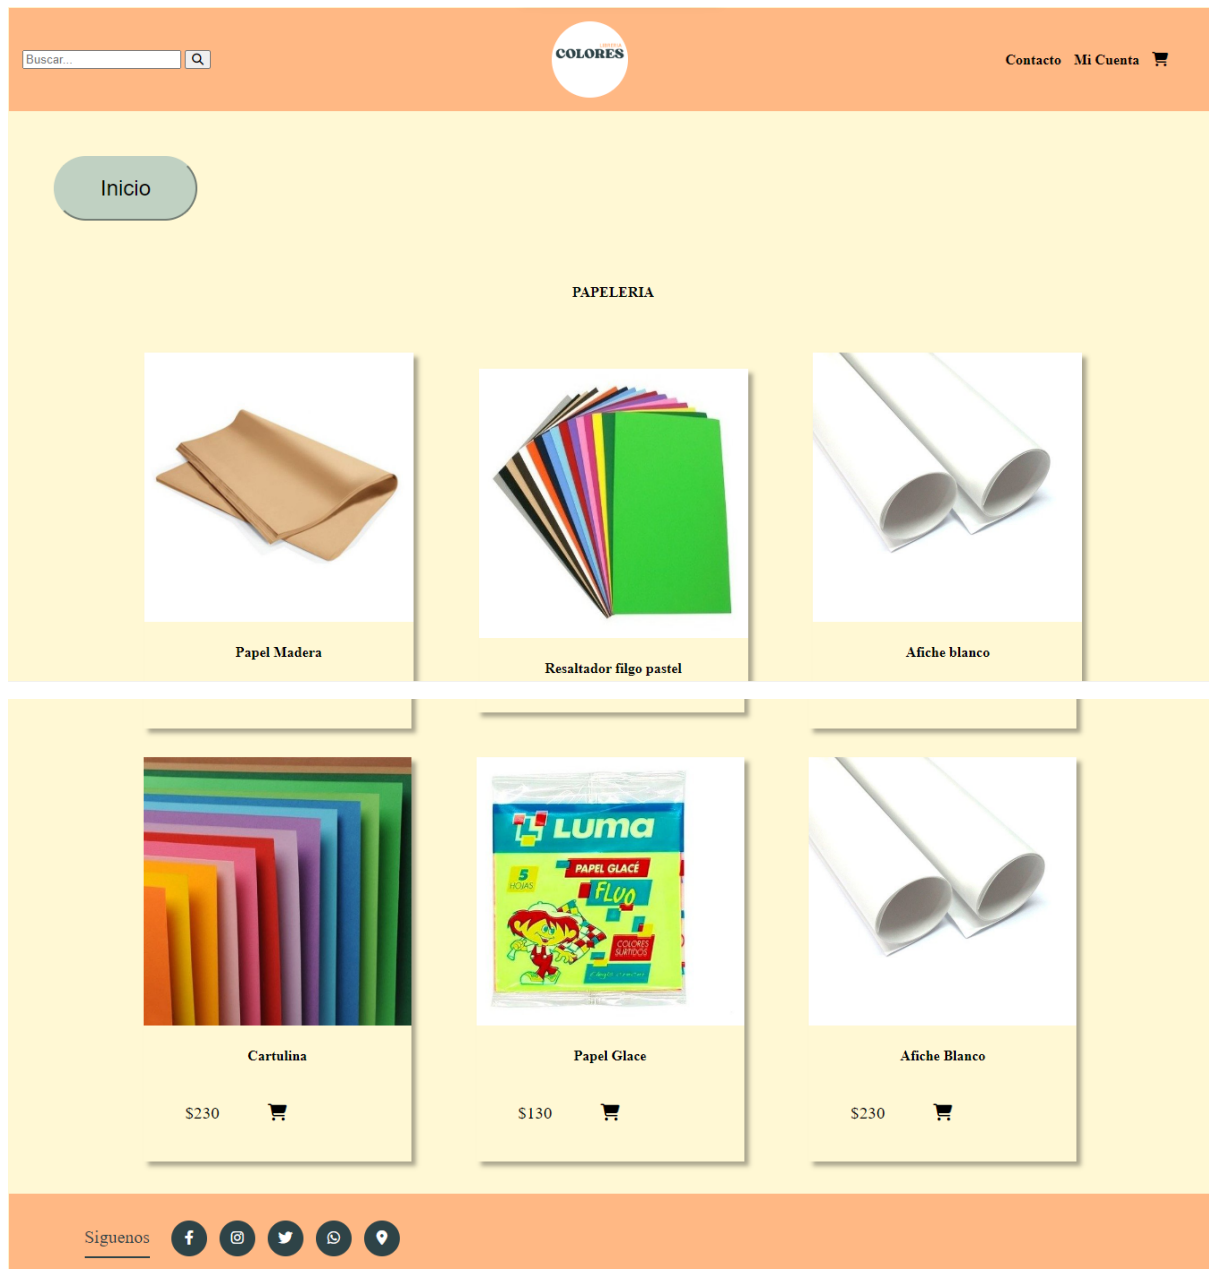 Buscar...
COLORES
Contacto
Mi Cuenta
Inicio
PAPELERIA
Papel Madera
Resaltador filgo pastel
Afiche blanco
LUMA
PAPEL GLACÉ
5
HOJAS
FLUO
COLORES
SURTIDOS
Cartulina
Papel Glace
Afiche Blanco
$230
$130
$230
Siguenos